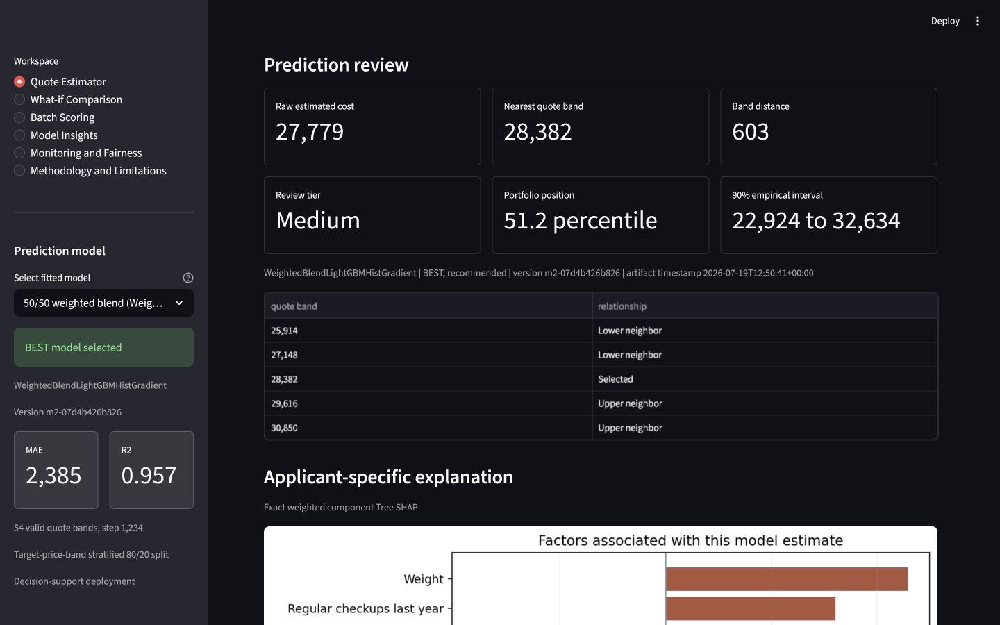 Deploy
Workspace
Quote Estimator
What-if Comparison
Batch Scoring
Model Insights
Monitoring and Fairness
Methodology and Limitations
Prediction model
Select fitted model
50/50 weighted blend (Weig...
BEST model selected
WeightedBlendLightGBMHistGradient
Version m2-07d4b426b826
MAE
2,385
R2
0.957
54 valid quote bands, step 1,234
Target-price-band stratified 80/20 split
Decision-support deployment
Prediction review
Raw estimated cost
27,779
Nearest quote band
28,382
Band distance
603
Review tier
Medium
Portfolio position
51.2 percentile
90% empirical interval
22,924 to 32,634
WeightedBlendLightGBMHistGradient | BEST, recommended | version m2-07d4b426b826 | artifact timestamp 2026-07-19T12:50:41+00:00
quote band relationship
25,914 Lower neighbor
27,148 Lower neighbor
28,382 Selected
29,616 Upper neighbor
30,850 Upper neighbor
Applicant-specific explanation
Exact weighted component Tree SHAP
Factors associated with this model estimate
Weight
Regular checkups last year